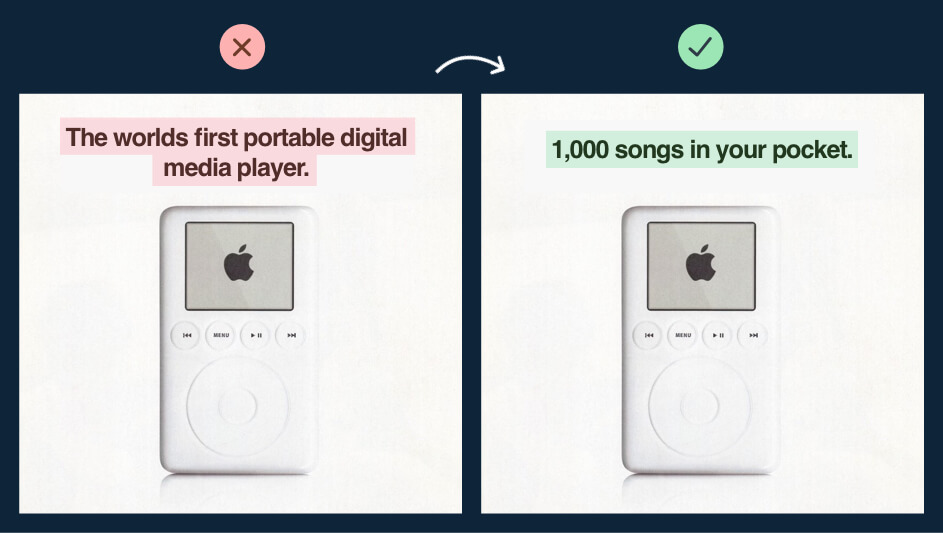 The worlds first portable digital
media player.
MENU
1,000 songs in your pocket.
MENU